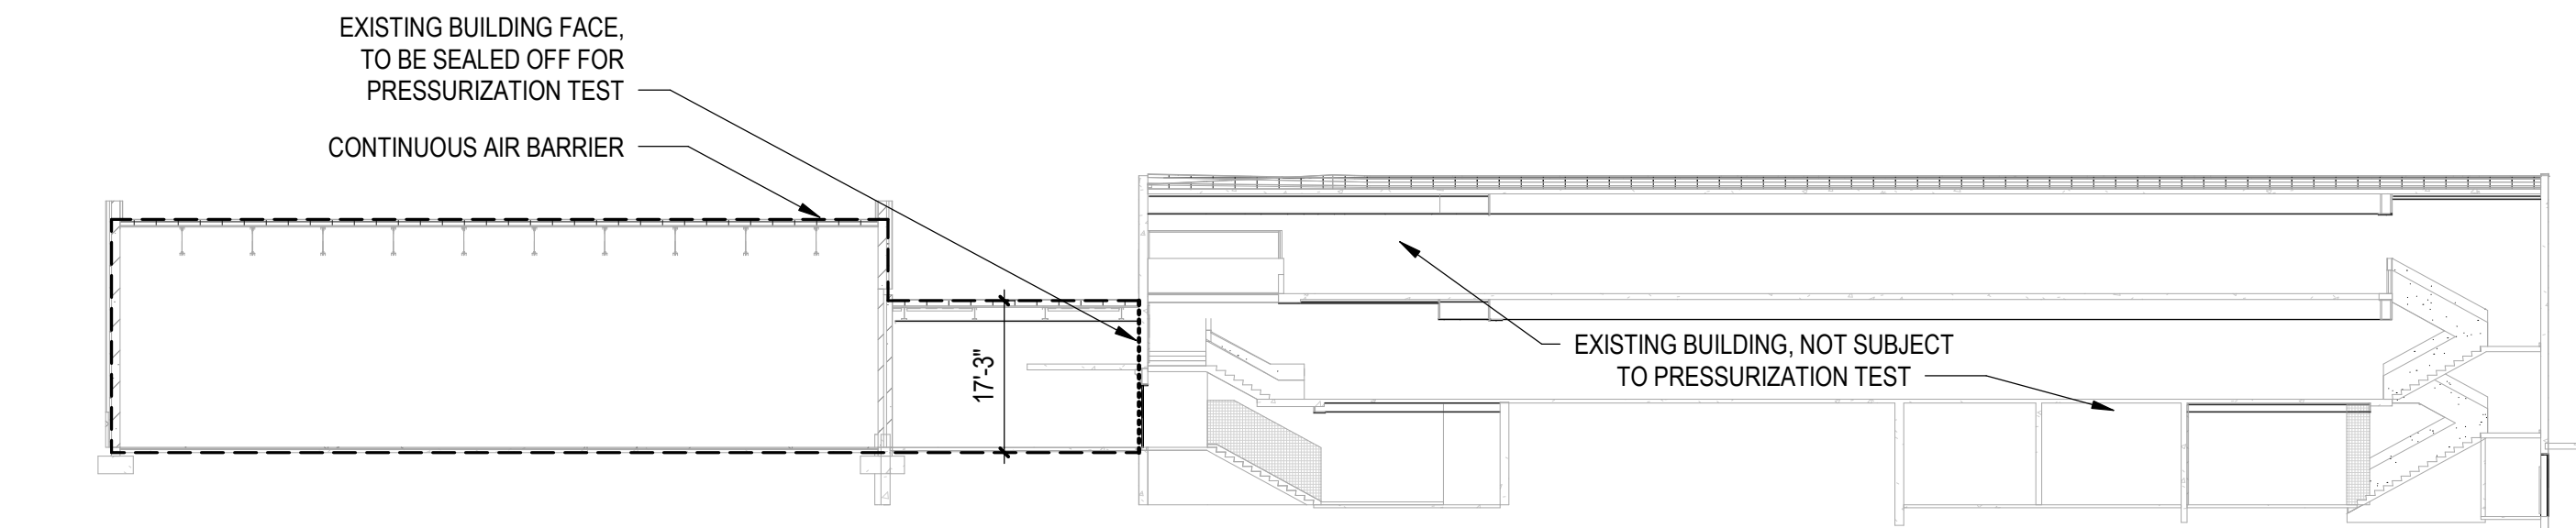 EXISTING BUILDING FACE,
TO BE SEALED OFF FOR
PRESSURIZATION TEST
CONTINUOUS AIR BARRIER
17'-3"
EXISTING BUILDING, NOT SUBJECT
TO PRESSURIZATION TEST